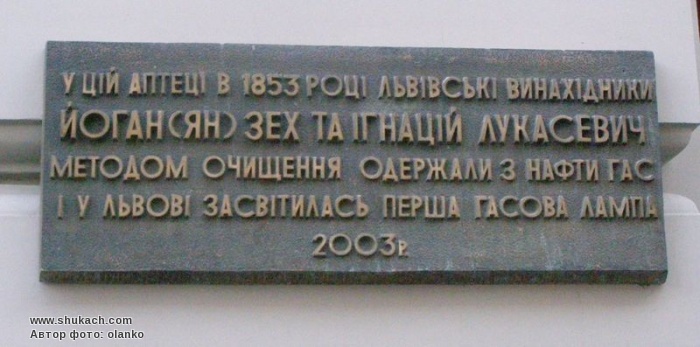 У ЦІЙ АПТЕЦІ В 1853 РОЦІ ЛЬВІВСЬКІ ВИНАХІДНИКИ
ЙОГАН(ЯН) ЗЕХ ТА ІГНАЦІЙ ЛУКАСЕВИЧ
МЕТОДОМ ОЧИЩЕННЯ ОДЕРЖАЛИ З НАФТИ ГАС
І У ЛЬВОВІ ЗАСВІТИЛАСЬ ПЕРША ГАСОВА ЛАМПА
2003 р.
www.shukach.com
Автор фото: olanko